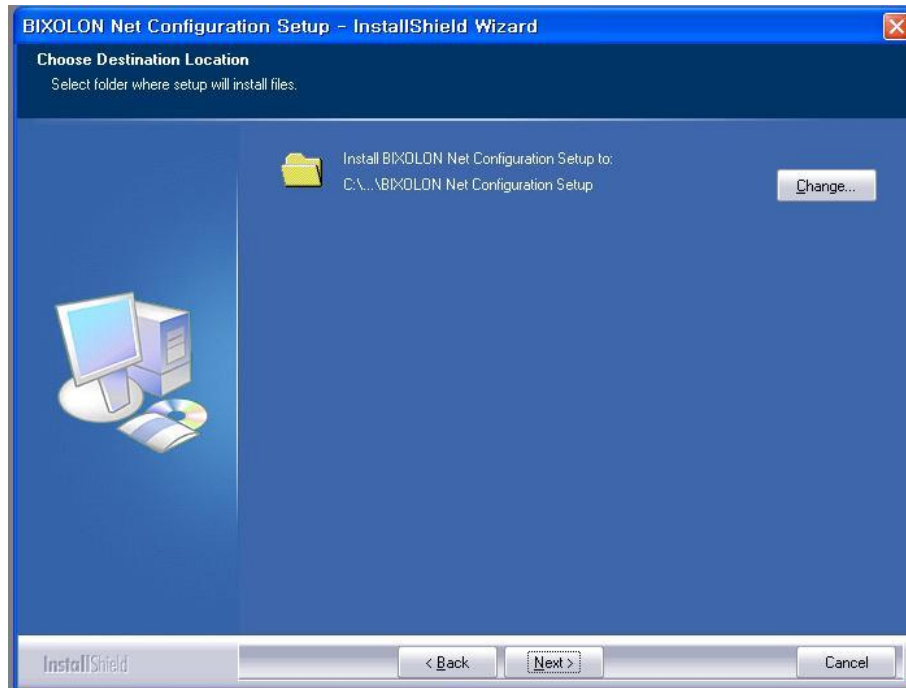 BIXOLON Net Configuration Setup - InstallShield Wizard
Choose Destination Location
Select folder where setup will install files.
Install BIXOLON Net Configuration Setup to:
C:\...\BIXOLON Net Configuration Setup
Change...
InstallShield
< Back
Next >
Cancel